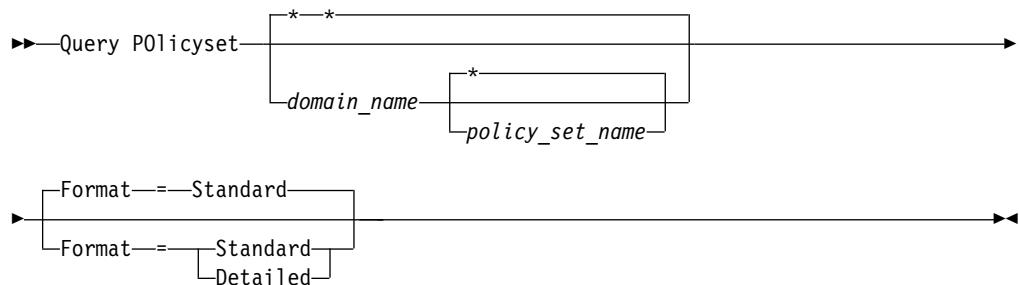 * *
Query POlicyset
*
domain_name
policy_set_name
Format = Standard
Format = Standard
Detailed